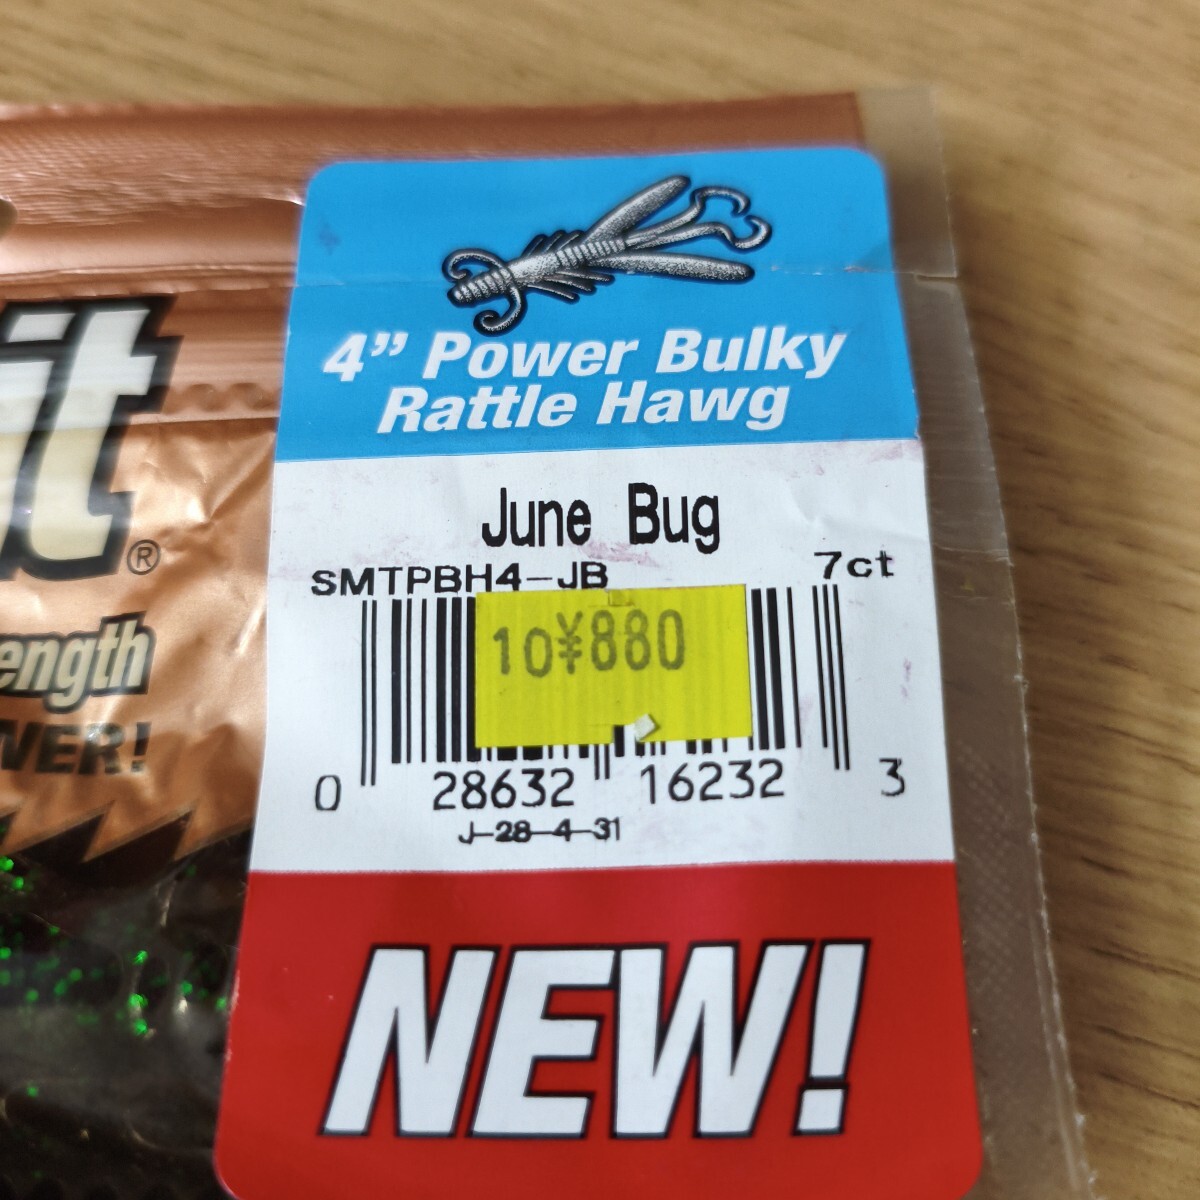 it®
ength
VER!
4" Power Bulky
Rattle Hawg
June Bug
SMTPBH4-JB 7ct
10¥880
0 28632 16232 3
J-28-4-31
NEW!